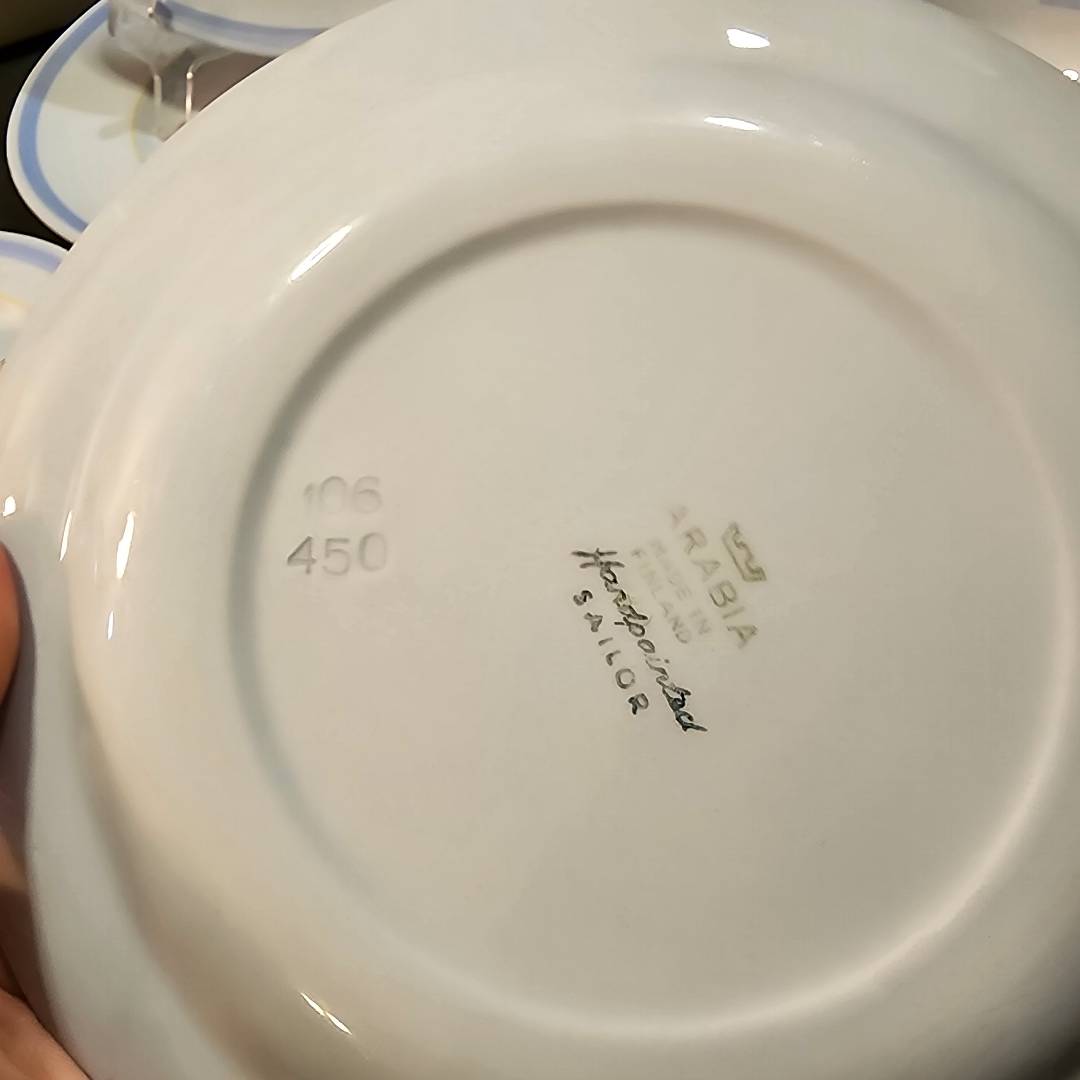 106
450
ARABIA
MADE IN
FINLAND
Handpainted
SAILOR